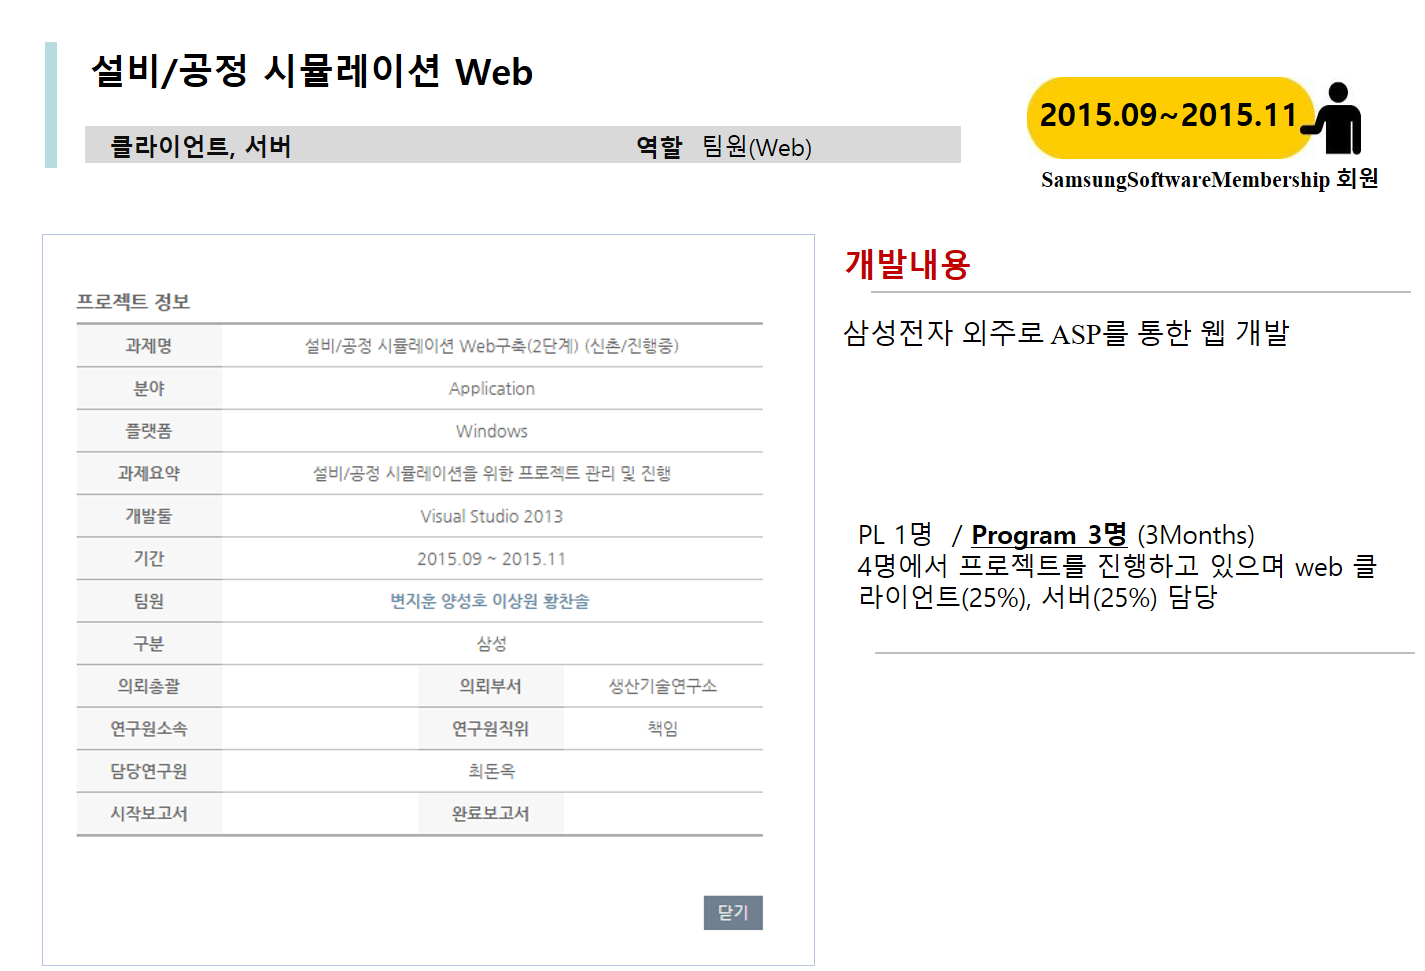 설비/공정 시뮬레이션 Web
클라이언트, 서버 역할 팀원(Web)
2015.09~2015.11
SamsungSoftwareMembership 회원
프로젝트 정보
과제명 설비/공정 시뮬레이션 Web구축(2단계) (신촌/진행중)
분야 Application
플랫폼 Windows
과제요약 설비/공정 시뮬레이션을 위한 프로젝트 관리 및 진행
개발툴 Visual Studio 2013
기간 2015.09 ~ 2015.11
팀원 변지훈 양성호 이상원 황찬솔
구분 삼성
의뢰총괄 의뢰부서 생산기술연구소
연구원소속 연구원직위 책임
담당연구원 최돈옥
시작보고서 완료보고서
닫기
개발내용
삼성전자 외주로 ASP를 통한 웹 개발
PL 1명 / Program 3명 (3Months)
4명에서 프로젝트를 진행하고 있으며 web 클
라이언트(25%), 서버(25%) 담당